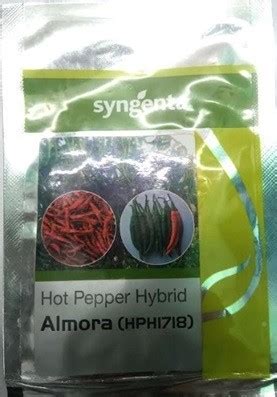 syngenta
Hot Pepper Hybrid
Almora (HPH1718)